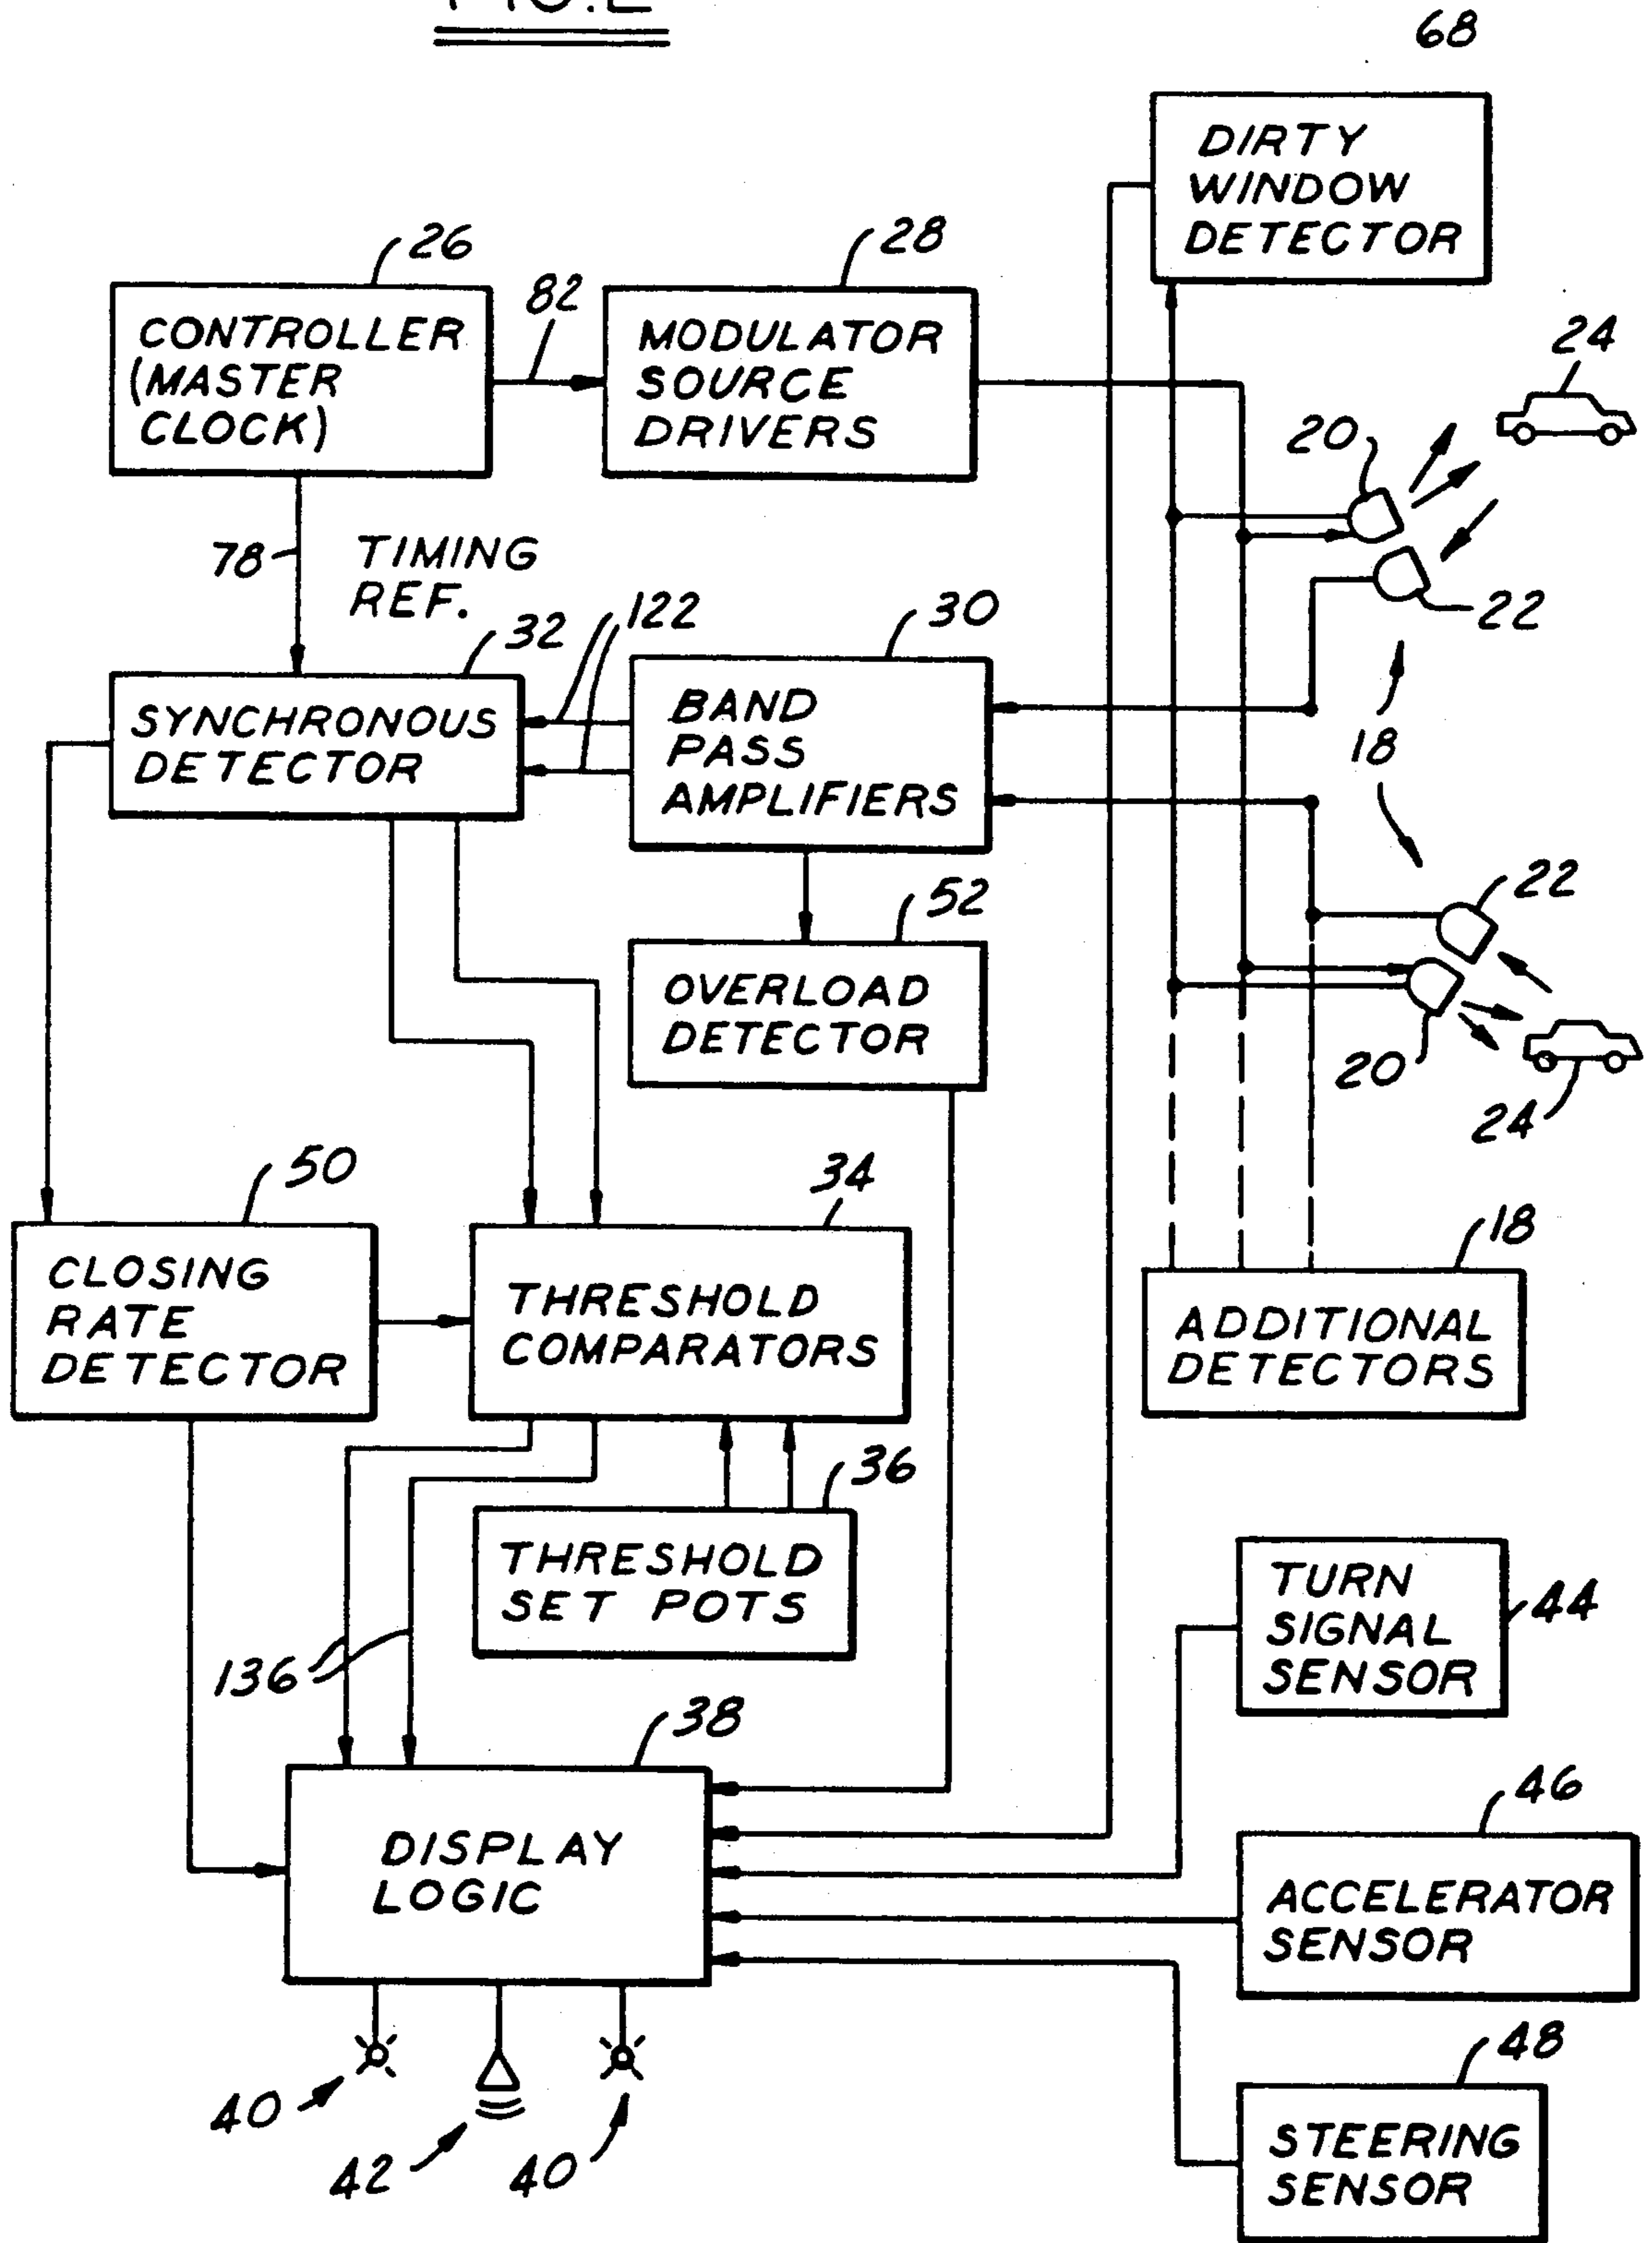 FIG.2
68
DIRTY
WINDOW
DETECTOR
26
CONTROLLER
(MASTER
CLOCK)
82
28
MODULATOR
SOURCE
DRIVERS
24
20
22
18
78
TIMING
REF.
32
SYNCHRONOUS
DETECTOR
122
30
BAND
PASS
AMPLIFIERS
52
OVERLOAD
DETECTOR
22
20
24
50
CLOSING
RATE
DETECTOR
34
THRESHOLD
COMPARATORS
18
ADDITIONAL
DETECTORS
36
THRESHOLD
SET POTS
136
TURN
SIGNAL
SENSOR
44
38
DISPLAY
LOGIC
46
ACCELERATOR
SENSOR
40
42
40
48
STEERING
SENSOR